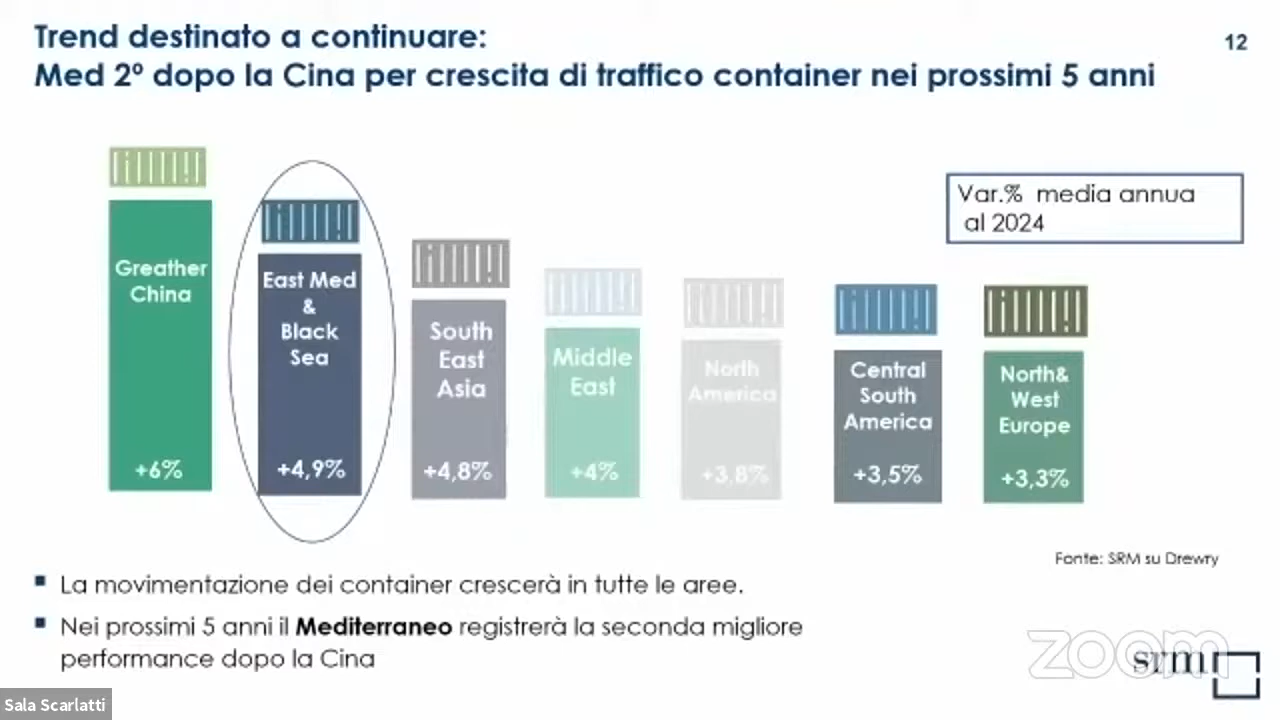 Trend destinato a continuare:
12
Med 2º dopo la Cina per crescita di traffico container nei prossimi 5 anni
Var.% media annua
al 2024
Greather
China
+6%
East Med
&
Black
Sea
+4,9%
South
East
Asia
+4,8%
Middle
East
+4%
North
America
+3,8%
Central
South
America
+3,5%
North&
West
Europe
+3,3%
Fonte: SRM su Drewry
▪ La movimentazione dei container crescerà in tutte le aree.
▪ Nei prossimi 5 anni il Mediterraneo registrerà la seconda migliore
performance dopo la Cina
zoom
srm
Sala Scarlatti